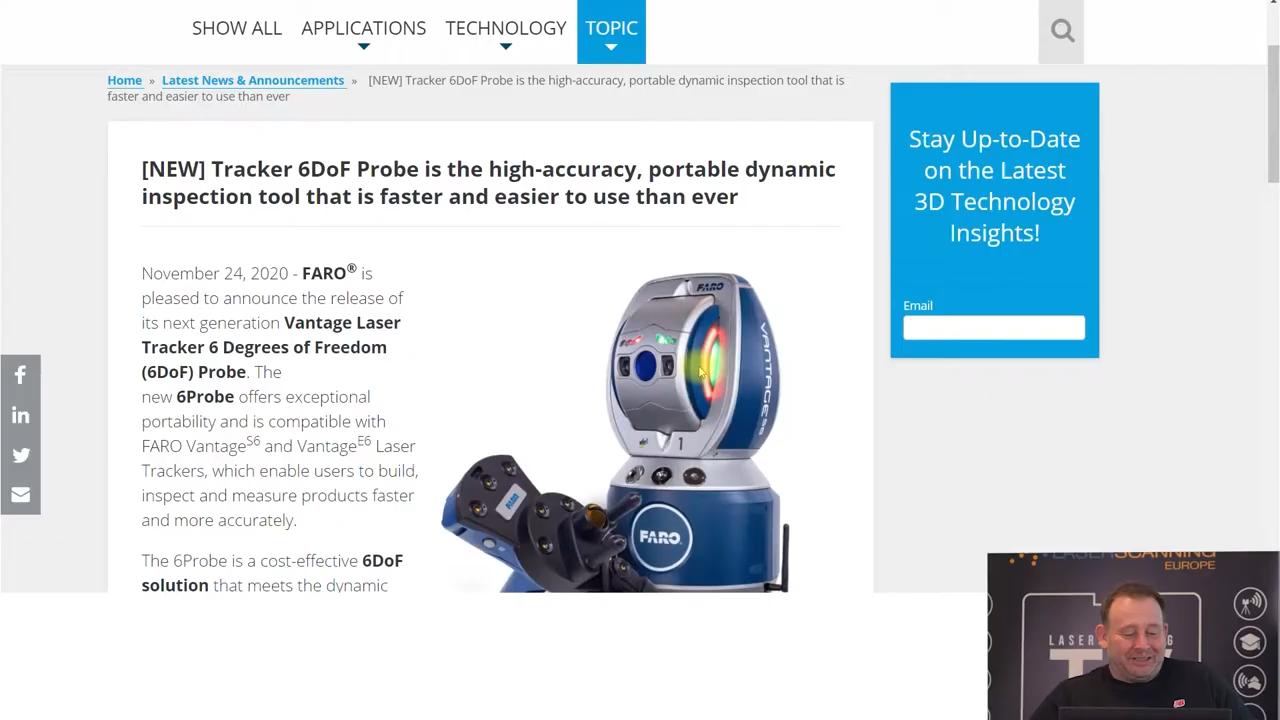 SHOW ALL
APPLICATIONS
TECHNOLOGY
TOPIC
Home » Latest News & Announcements » [NEW] Tracker 6DoF Probe is the high-accuracy, portable dynamic inspection tool that is
faster and easier to use than ever
[NEW] Tracker 6DoF Probe is the high-accuracy, portable dynamic
inspection tool that is faster and easier to use than ever
November 24, 2020 - FARO® is
pleased to announce the release of
its next generation Vantage Laser
Tracker 6 Degrees of Freedom
(6DoF) Probe. The
new 6Probe offers exceptional
portability and is compatible with
FARO VantageS6 and VantageE6 Laser
Trackers, which enable users to build,
inspect and measure products faster
and more accurately.
The 6Probe is a cost-effective 6DoF
solution that meets the dynamic
FARO
VANTAGES6
1
FARO
FARO
Stay Up-to-Date
on the Latest
3D Technology
Insights!
Email
LASERSCANNING
EUROPE